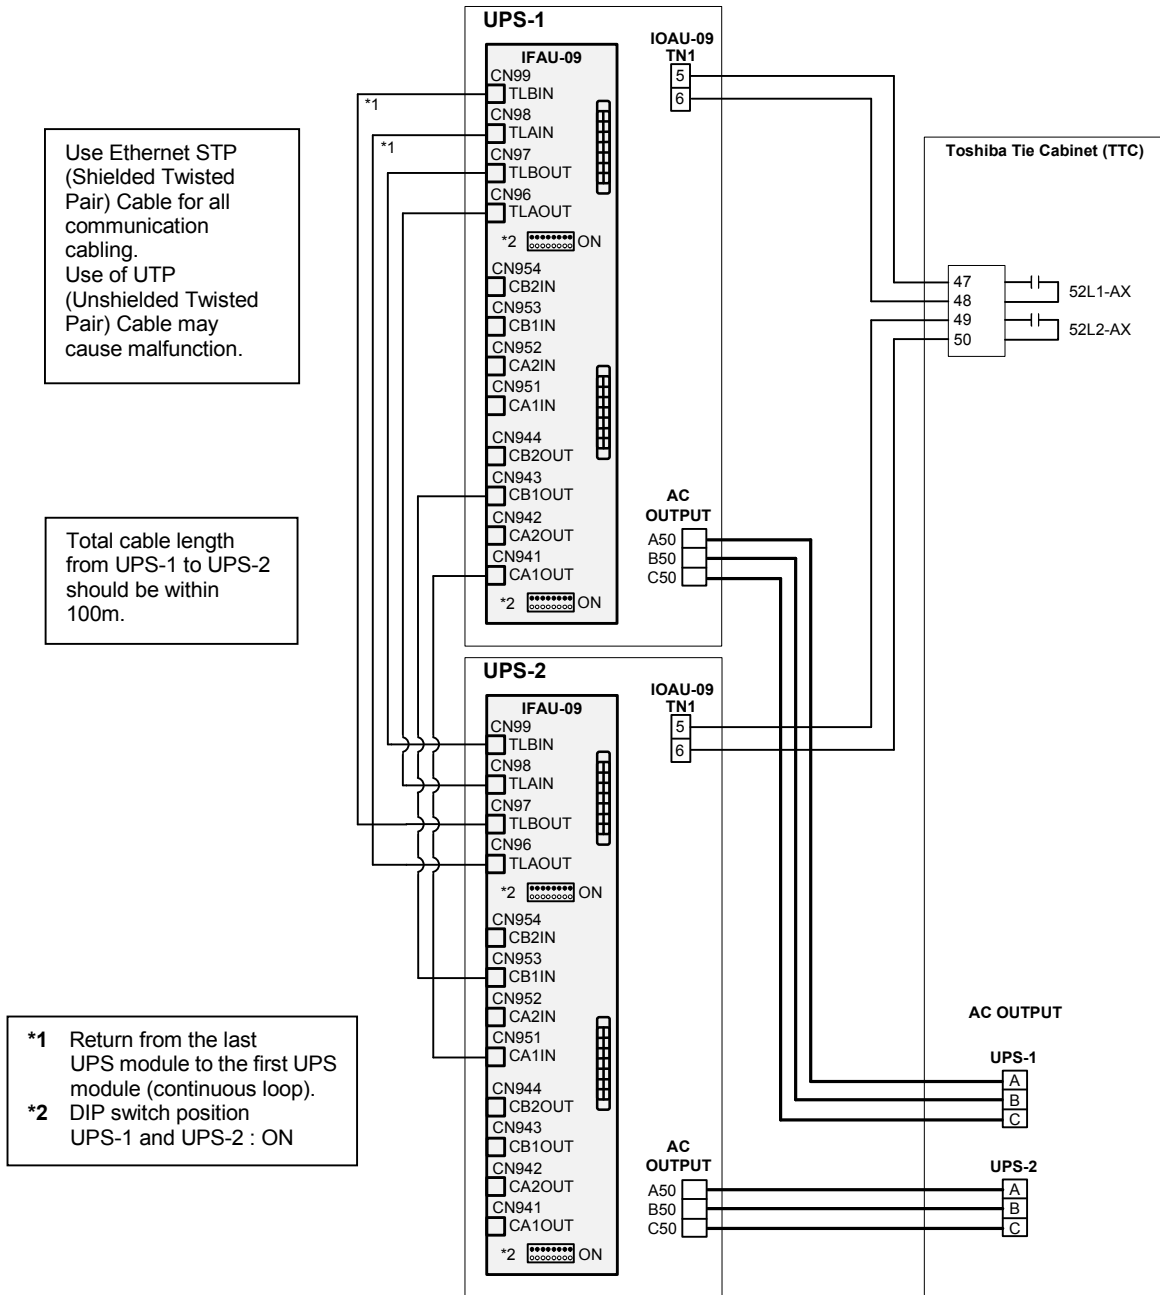 UPS-1
IFAU-09
CN99
TLBIN
*1
CN98
TLAIN
*1
CN97
TLBOUT
CN96
TLAOUT
*2 ON
CN954
CB2IN
CN953
CB1IN
CN952
CA2IN
CN951
CA1IN
CN944
CB2OUT
CN943
CB1OUT
CN942
CA2OUT
CN941
CA1OUT
*2 ON
IOAU-09
TN1
5
6
AC
OUTPUT
A50
B50
C50
Use Ethernet STP
(Shielded Twisted
Pair) Cable for all
communication
cabling.
Use of UTP
(Unshielded Twisted
Pair) Cable may
cause malfunction.
Total cable length
from UPS-1 to UPS-2
should be within
100m.
Toshiba Tie Cabinet (TTC)
47
48
49
50
52L1-AX
52L2-AX
UPS-2
IFAU-09
CN99
TLBIN
CN98
TLAIN
CN97
TLBOUT
CN96
TLAOUT
*2 ON
CN954
CB2IN
CN953
CB1IN
CN952
CA2IN
CN951
CA1IN
CN944
CB2OUT
CN943
CB1OUT
CN942
CA2OUT
CN941
CA1OUT
*2 ON
IOAU-09
TN1
5
6
AC
OUTPUT
A50
B50
C50
*1 Return from the last
UPS module to the first UPS
module (continuous loop).
*2 DIP switch position
UPS-1 and UPS-2 : ON
AC OUTPUT
UPS-1
A
B
C
UPS-2
A
B
C